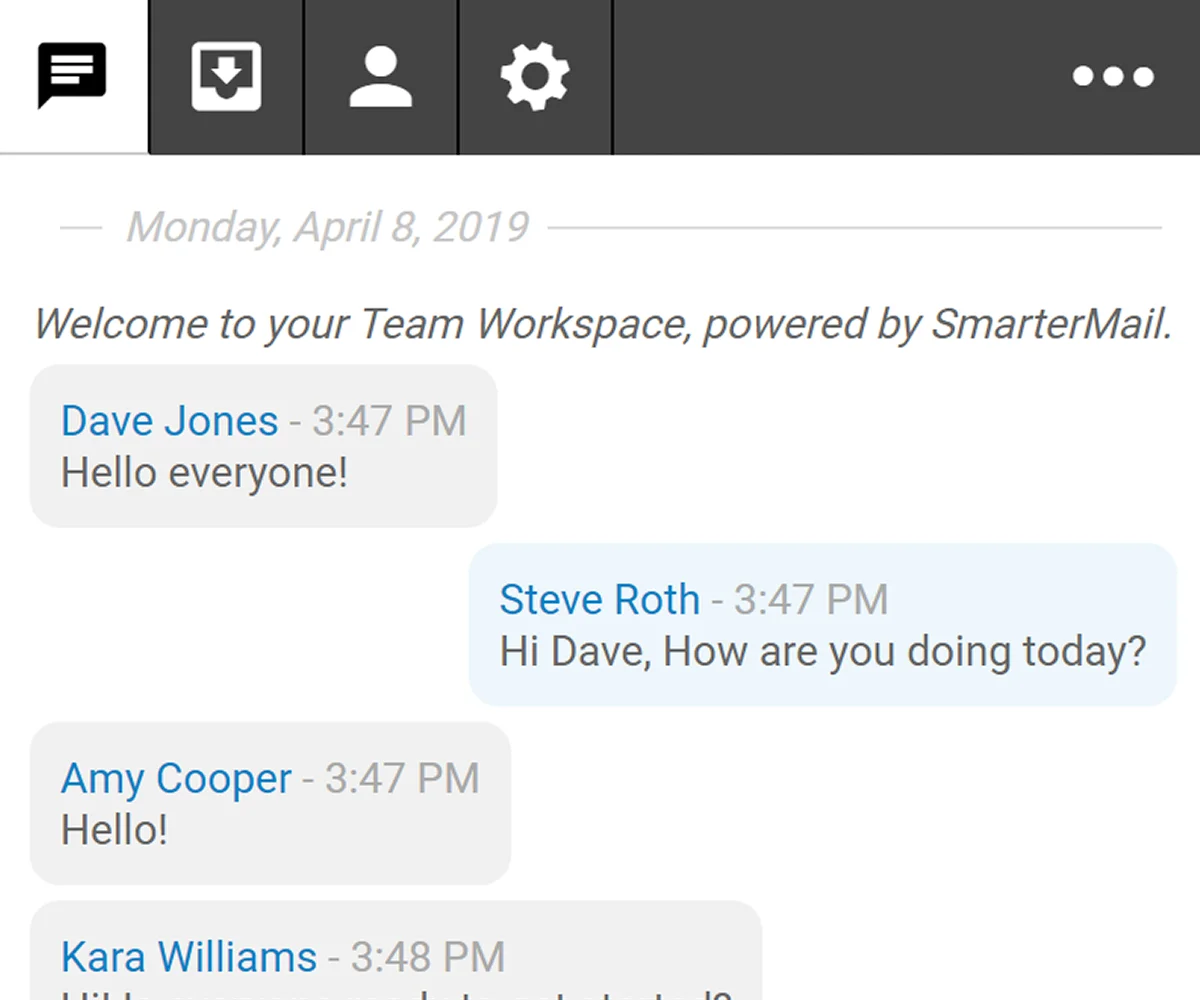 Monday, April 8, 2019
Welcome to your Team Workspace, powered by SmarterMail.
Dave Jones - 3:47 PM
Hello everyone!
Steve Roth - 3:47 PM
Hi Dave, How are you doing today?
Amy Cooper - 3:47 PM
Hello!
Kara Williams - 3:48 PM